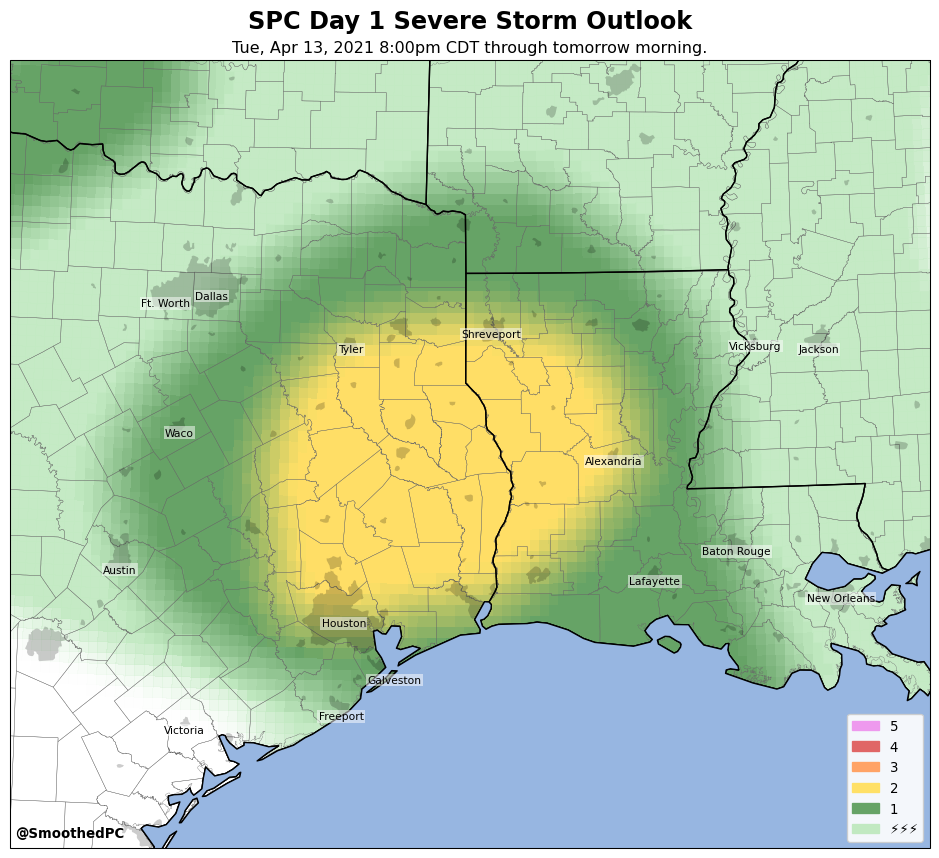 SPC Day 1 Severe Storm Outlook
Tue, Apr 13, 2021 8:00pm CDT through tomorrow morning.
Ft. Worth
Dallas
Tyler
Shreveport
Vicksburg
Jackson
Waco
Alexandria
Baton Rouge
Austin
Lafayette
New Orleans
Houston
Galveston
Freeport
Victoria
5
4
3
2
1
⚡⚡⚡
@SmoothedPC